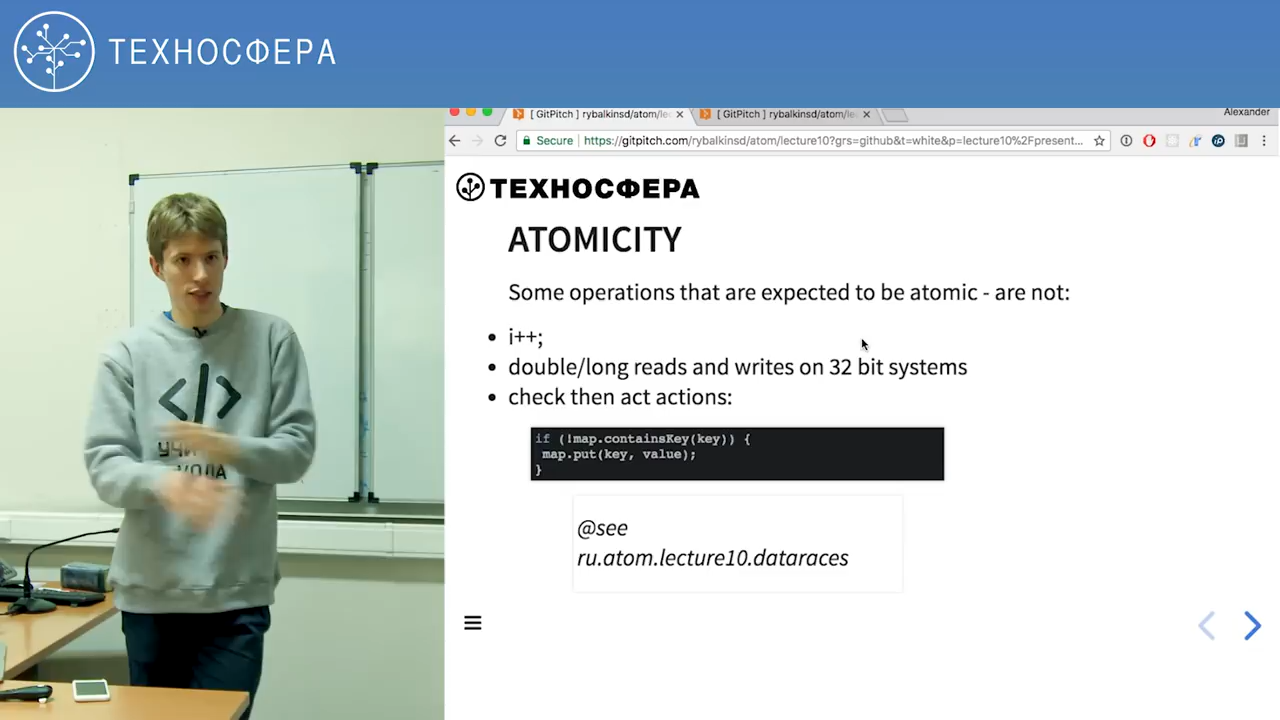 ТЕХНОСФЕРА
[ GitPitch ] rybalkinsd/atom/lec
[ GitPitch ] rybalkinsd/atom/le
Alexander
Secure
https://gitpitch.com/rybalkinsd/atom/lecture10?grs=github&t=white&p=lecture10%2Fpresent...
ТЕХНОСФЕРА
ATOMICITY
Some operations that are expected to be atomic - are not:
• i++;
• double/long reads and writes on 32 bit systems
• check then act actions:
if (!map.containsKey(key)) {
map.put(key, value);
}
@see
ru.atom.lecture10.dataraces
</>